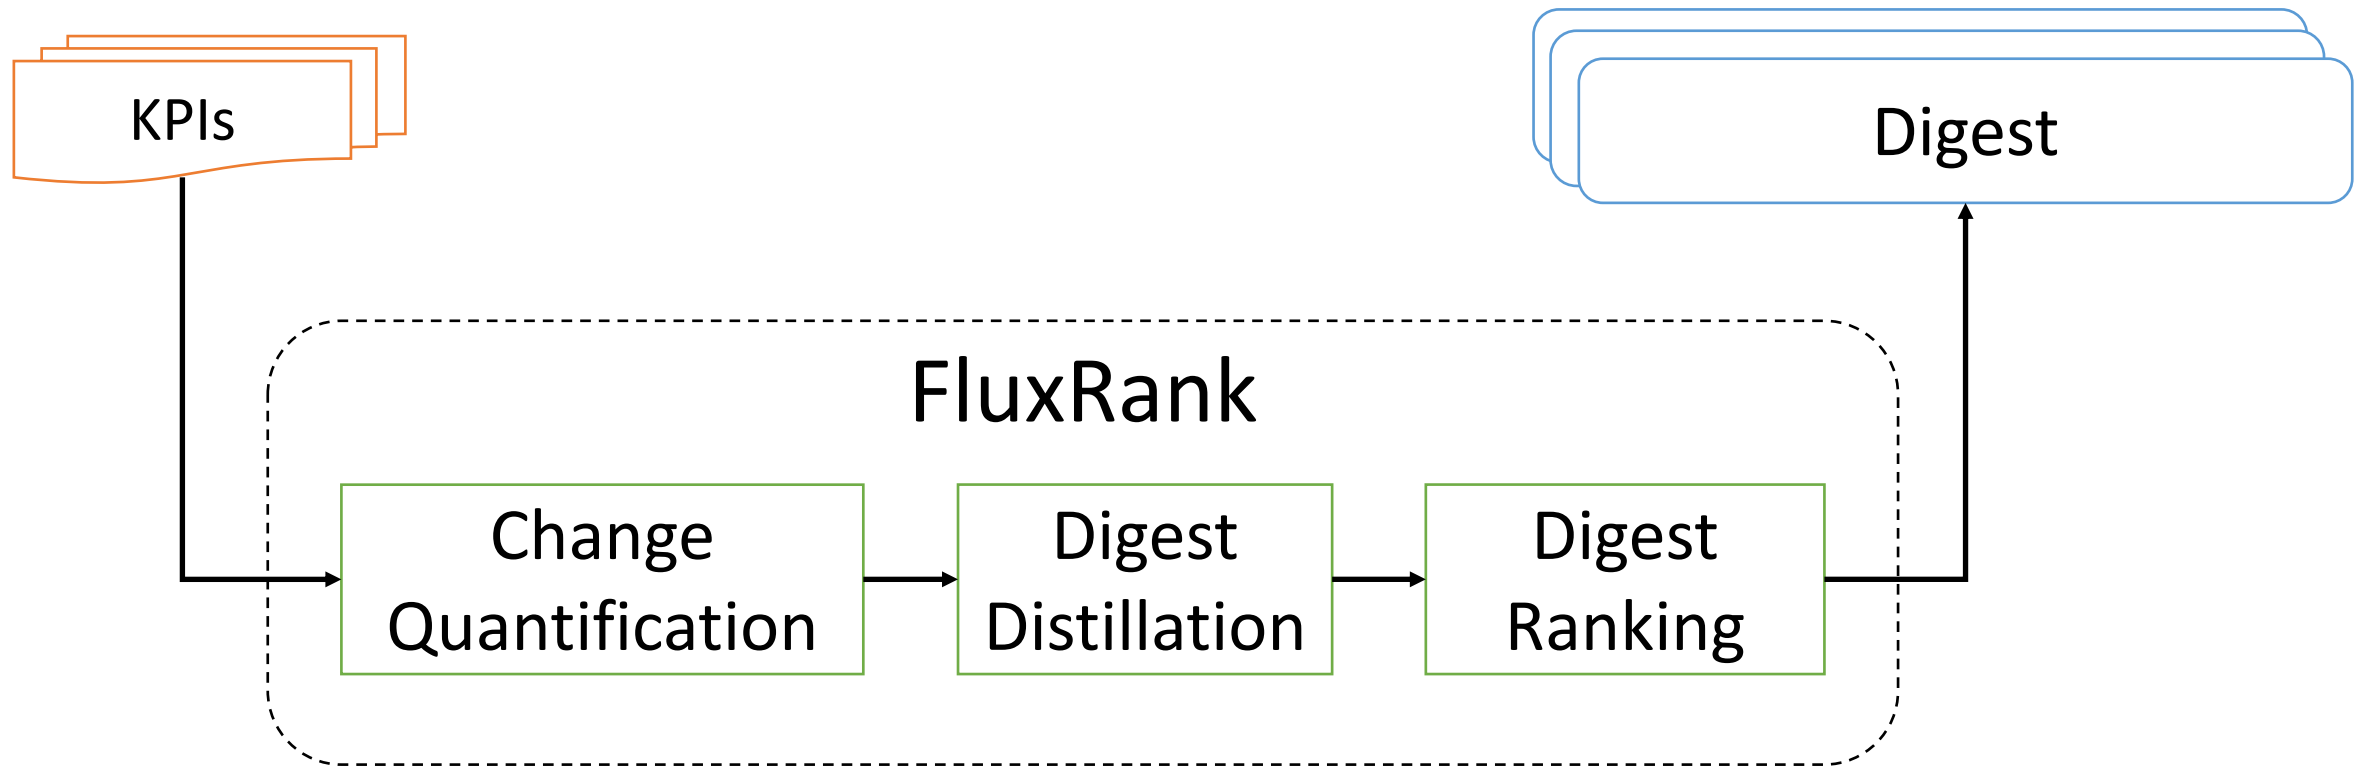 KPIs
Digest
FluxRank
Change
Quantification
Digest
Distillation
Digest
Ranking